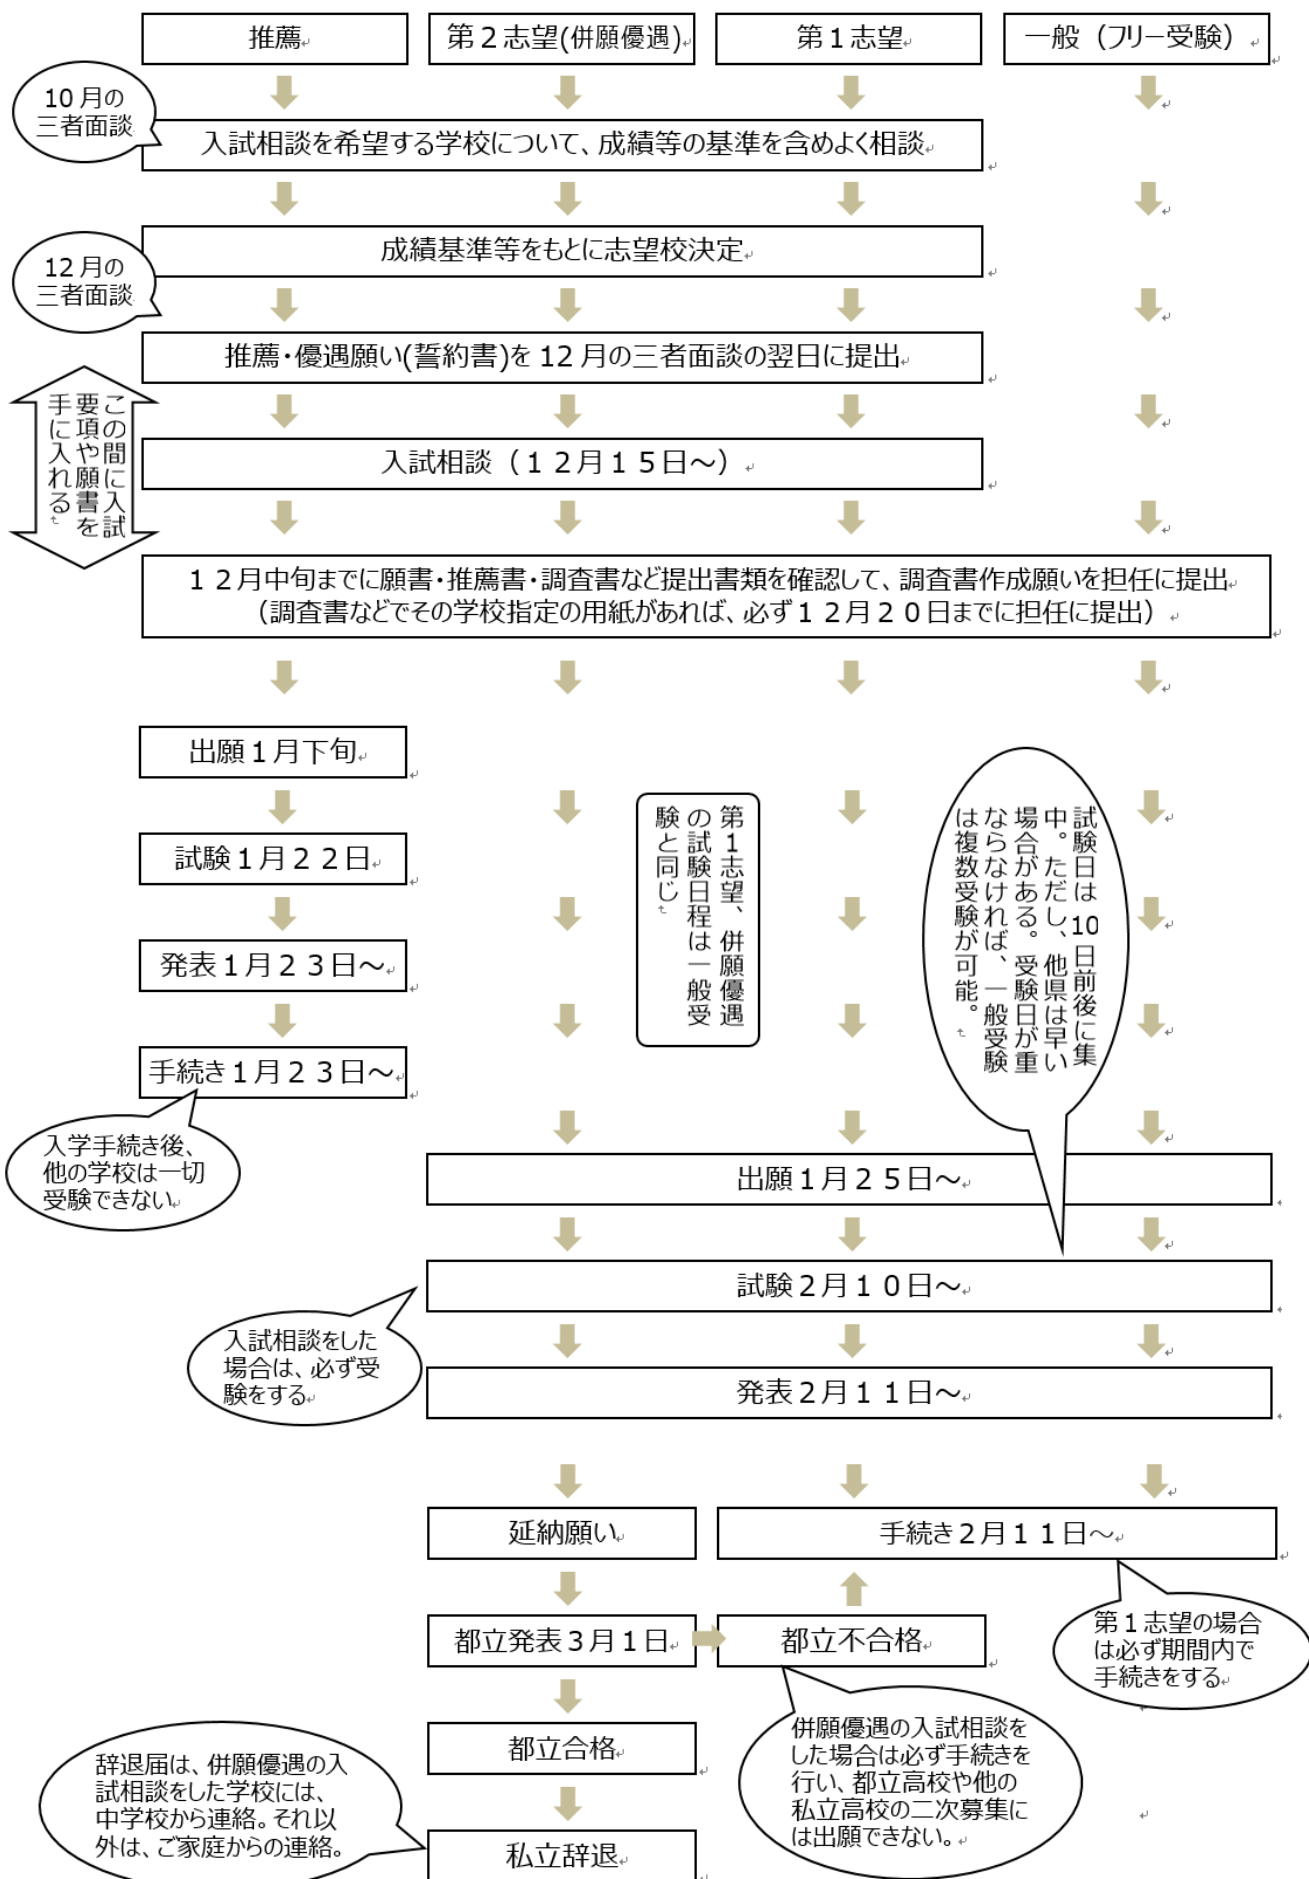 推薦
第２志望(併願優遇)
第１志望
一般（フリー受験）
10月の
三者面談
入試相談を希望する学校について、成績等の基準を含めよく相談
成績基準等をもとに志望校決定
12月の
三者面談
推薦・優遇願い(誓約書)を12月の三者面談の翌日に提出
この間に入試
要項や願書を
手に入れる
入試相談（１２月１５日～）
１２月中旬までに願書・推薦書・調査書など提出書類を確認して、調査書作成願いを担任に提出
（調査書などでその学校指定の用紙があれば、必ず１２月２０日までに担任に提出）
出願１月下旬
試験１月２２日
発表１月２３日～
手続き１月２３日～
入学手続き後、
他の学校は一切
受験できない
第１志望、併願優遇
の試験日程は一般受
験と同じ
試験日は10日前後に集
中。ただし、他県は早い
場合がある。受験日が重
ならなければ、一般受験
は複数受験が可能。
出願１月２５日～
試験２月１０日～
入試相談をした
場合は、必ず受
験をする
発表２月１１日～
延納願い
手続き２月１１日～
都立発表３月１日
都立不合格
第１志望の場合
は必ず期間内で
手続きをする
都立合格
併願優遇の入試相談を
した場合は必ず手続きを
行い、都立高校や他の
私立高校の二次募集に
は出願できない。
辞退届は、併願優遇の入
試相談をした学校には、
中学校から連絡。それ以
外は、ご家庭からの連絡。
私立辞退